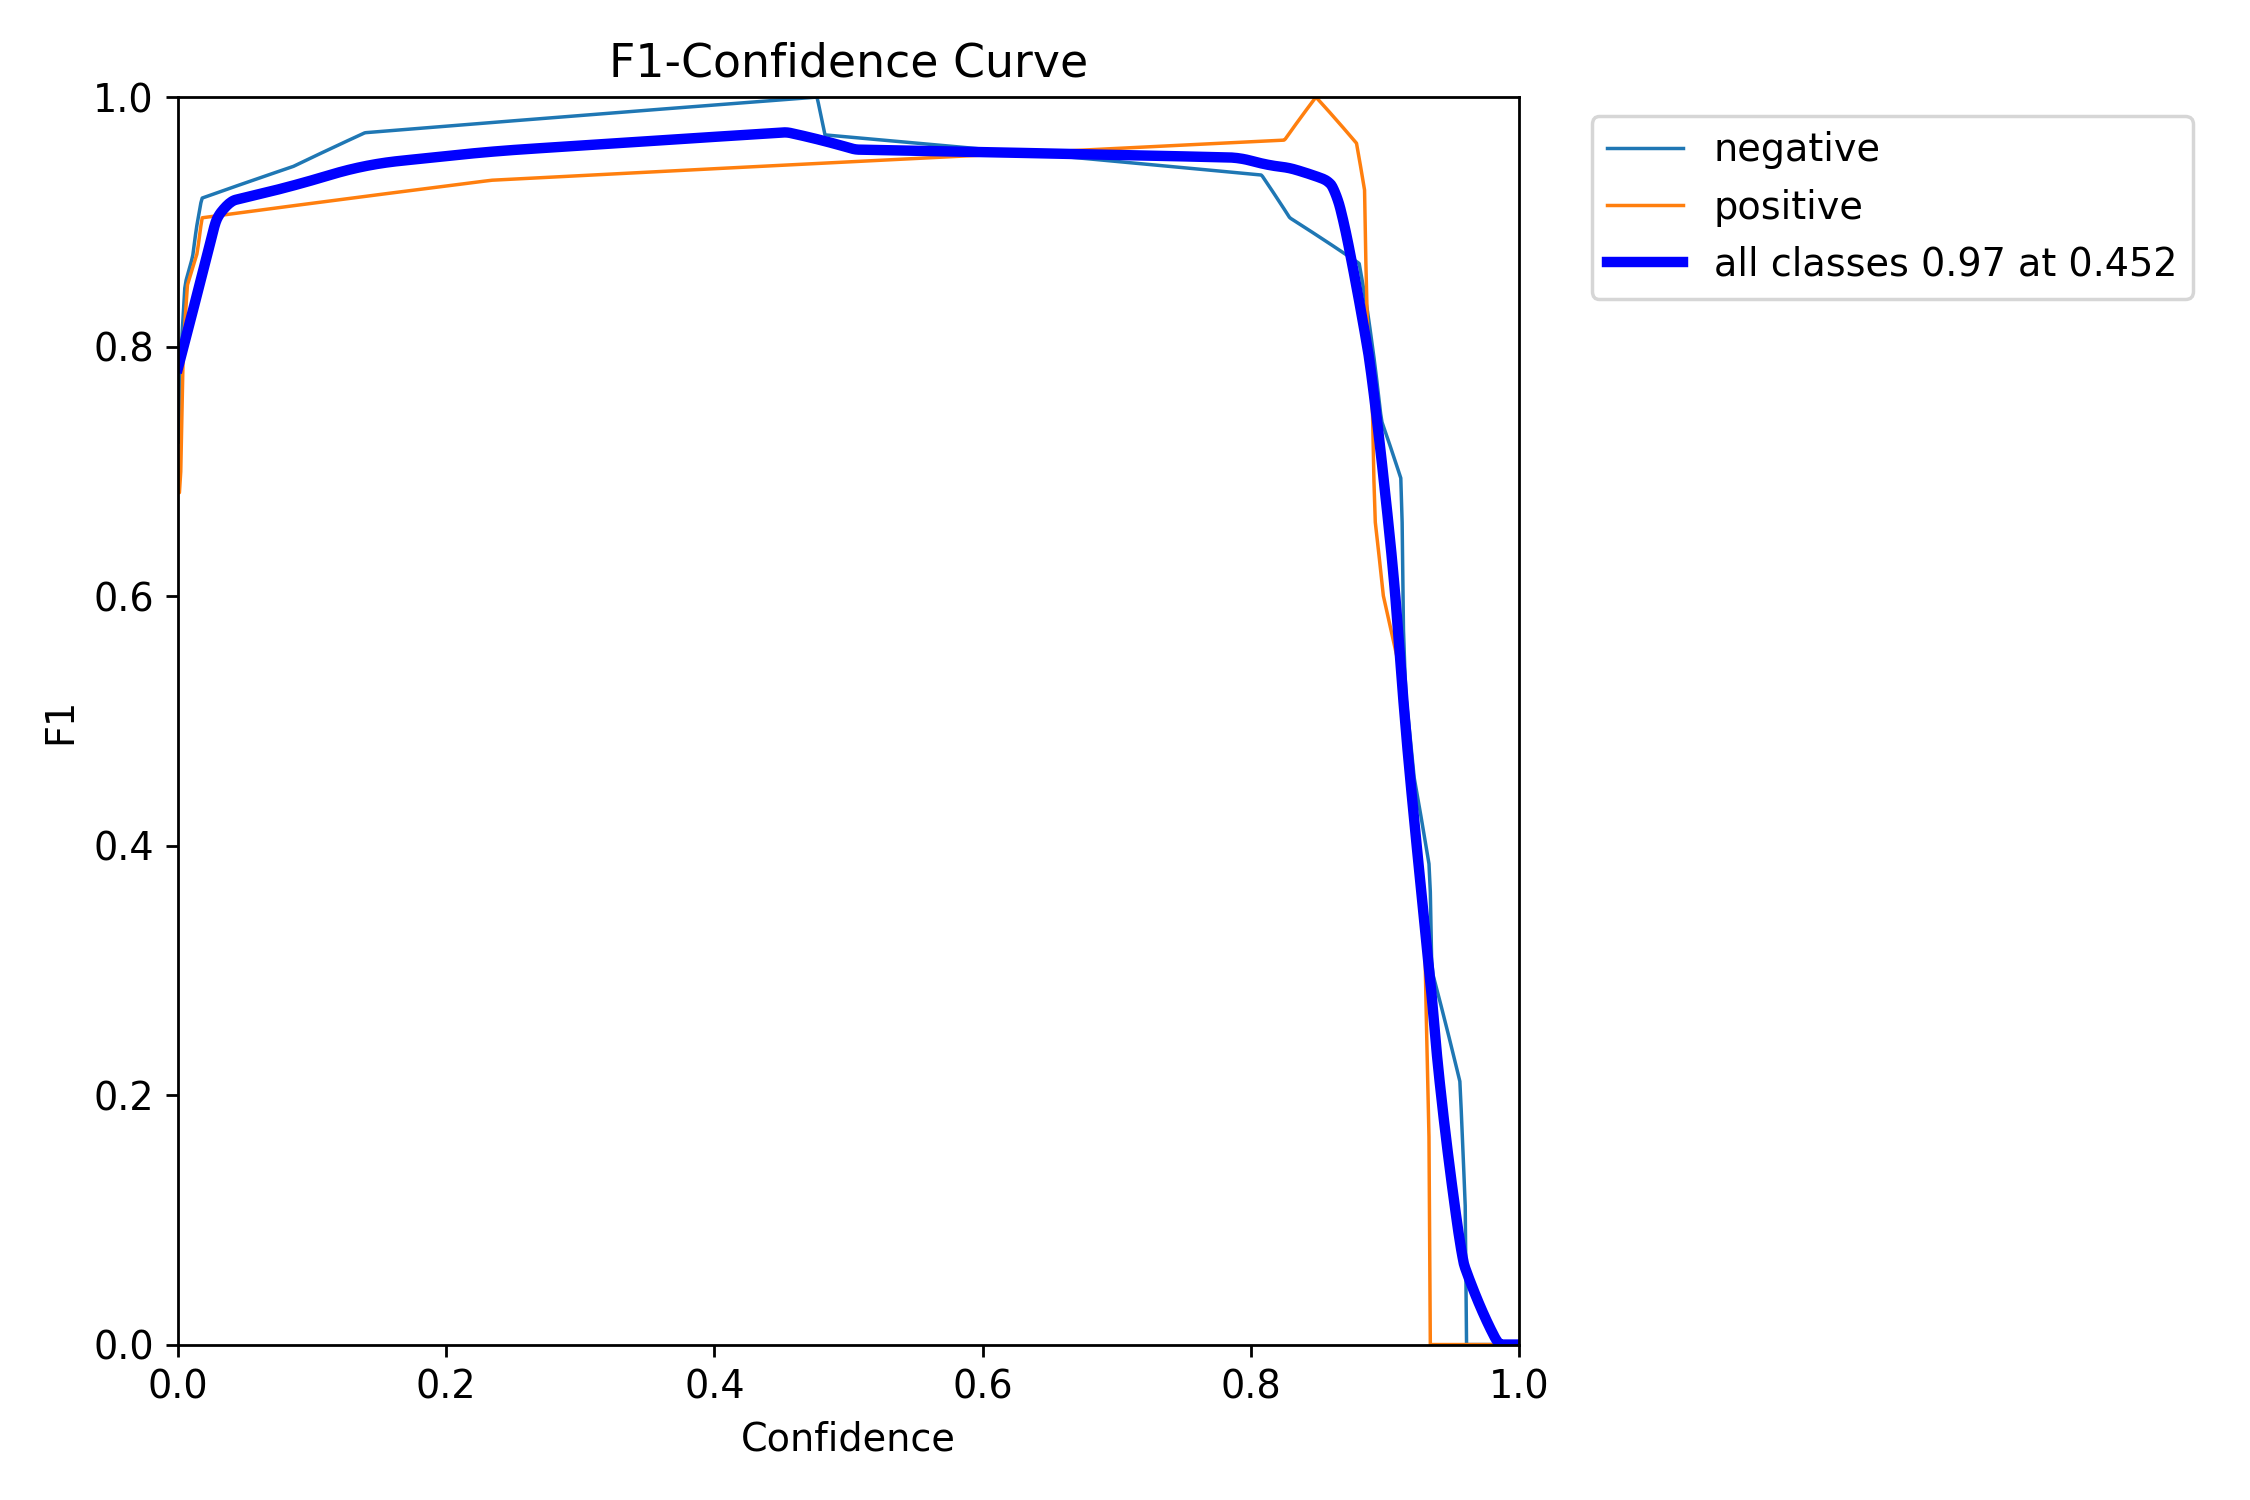 F1-Confidence Curve
1.0
0.8
0.6
0.4
0.2
0.0
F1
0.0 0.2 0.4 0.6 0.8 1.0
Confidence
negative
positive
all classes 0.97 at 0.452